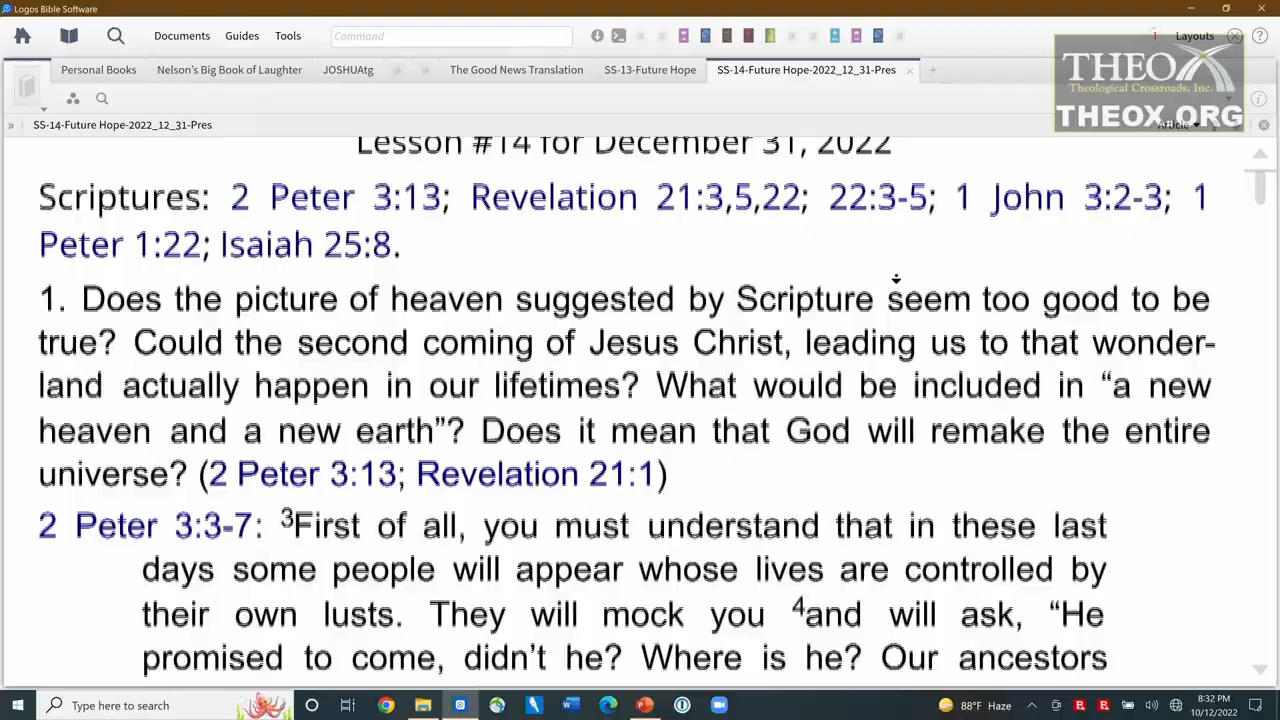 Logos Bible Software
Documents Guides Tools Command Layouts
Personal Books Nelson's Big Book of Laughter JOSHUAtg The Good News Translation SS-13-Future Hope SS-14-Future Hope-2022_12_31-Pres
THEOX
Theological Crossroads, Inc.
THEOX.ORG
SS-14-Future Hope-2022_12_31-Pres Article
Lesson #14 for December 31, 2022
Scriptures: 2 Peter 3:13; Revelation 21:3,5,22; 22:3-5; 1 John 3:2-3; 1
Peter 1:22; Isaiah 25:8.
1. Does the picture of heaven suggested by Scripture seem too good to be
true? Could the second coming of Jesus Christ, leading us to that wonder-
land actually happen in our lifetimes? What would be included in “a new
heaven and a new earth”? Does it mean that God will remake the entire
universe? (2 Peter 3:13; Revelation 21:1)
2 Peter 3:3-7: 3First of all, you must understand that in these last
days some people will appear whose lives are controlled by
their own lusts. They will mock you 4and will ask, “He
promised to come, didn’t he? Where is he? Our ancestors
Type here to search
88°F Haze
8:32 PM
10/12/2022